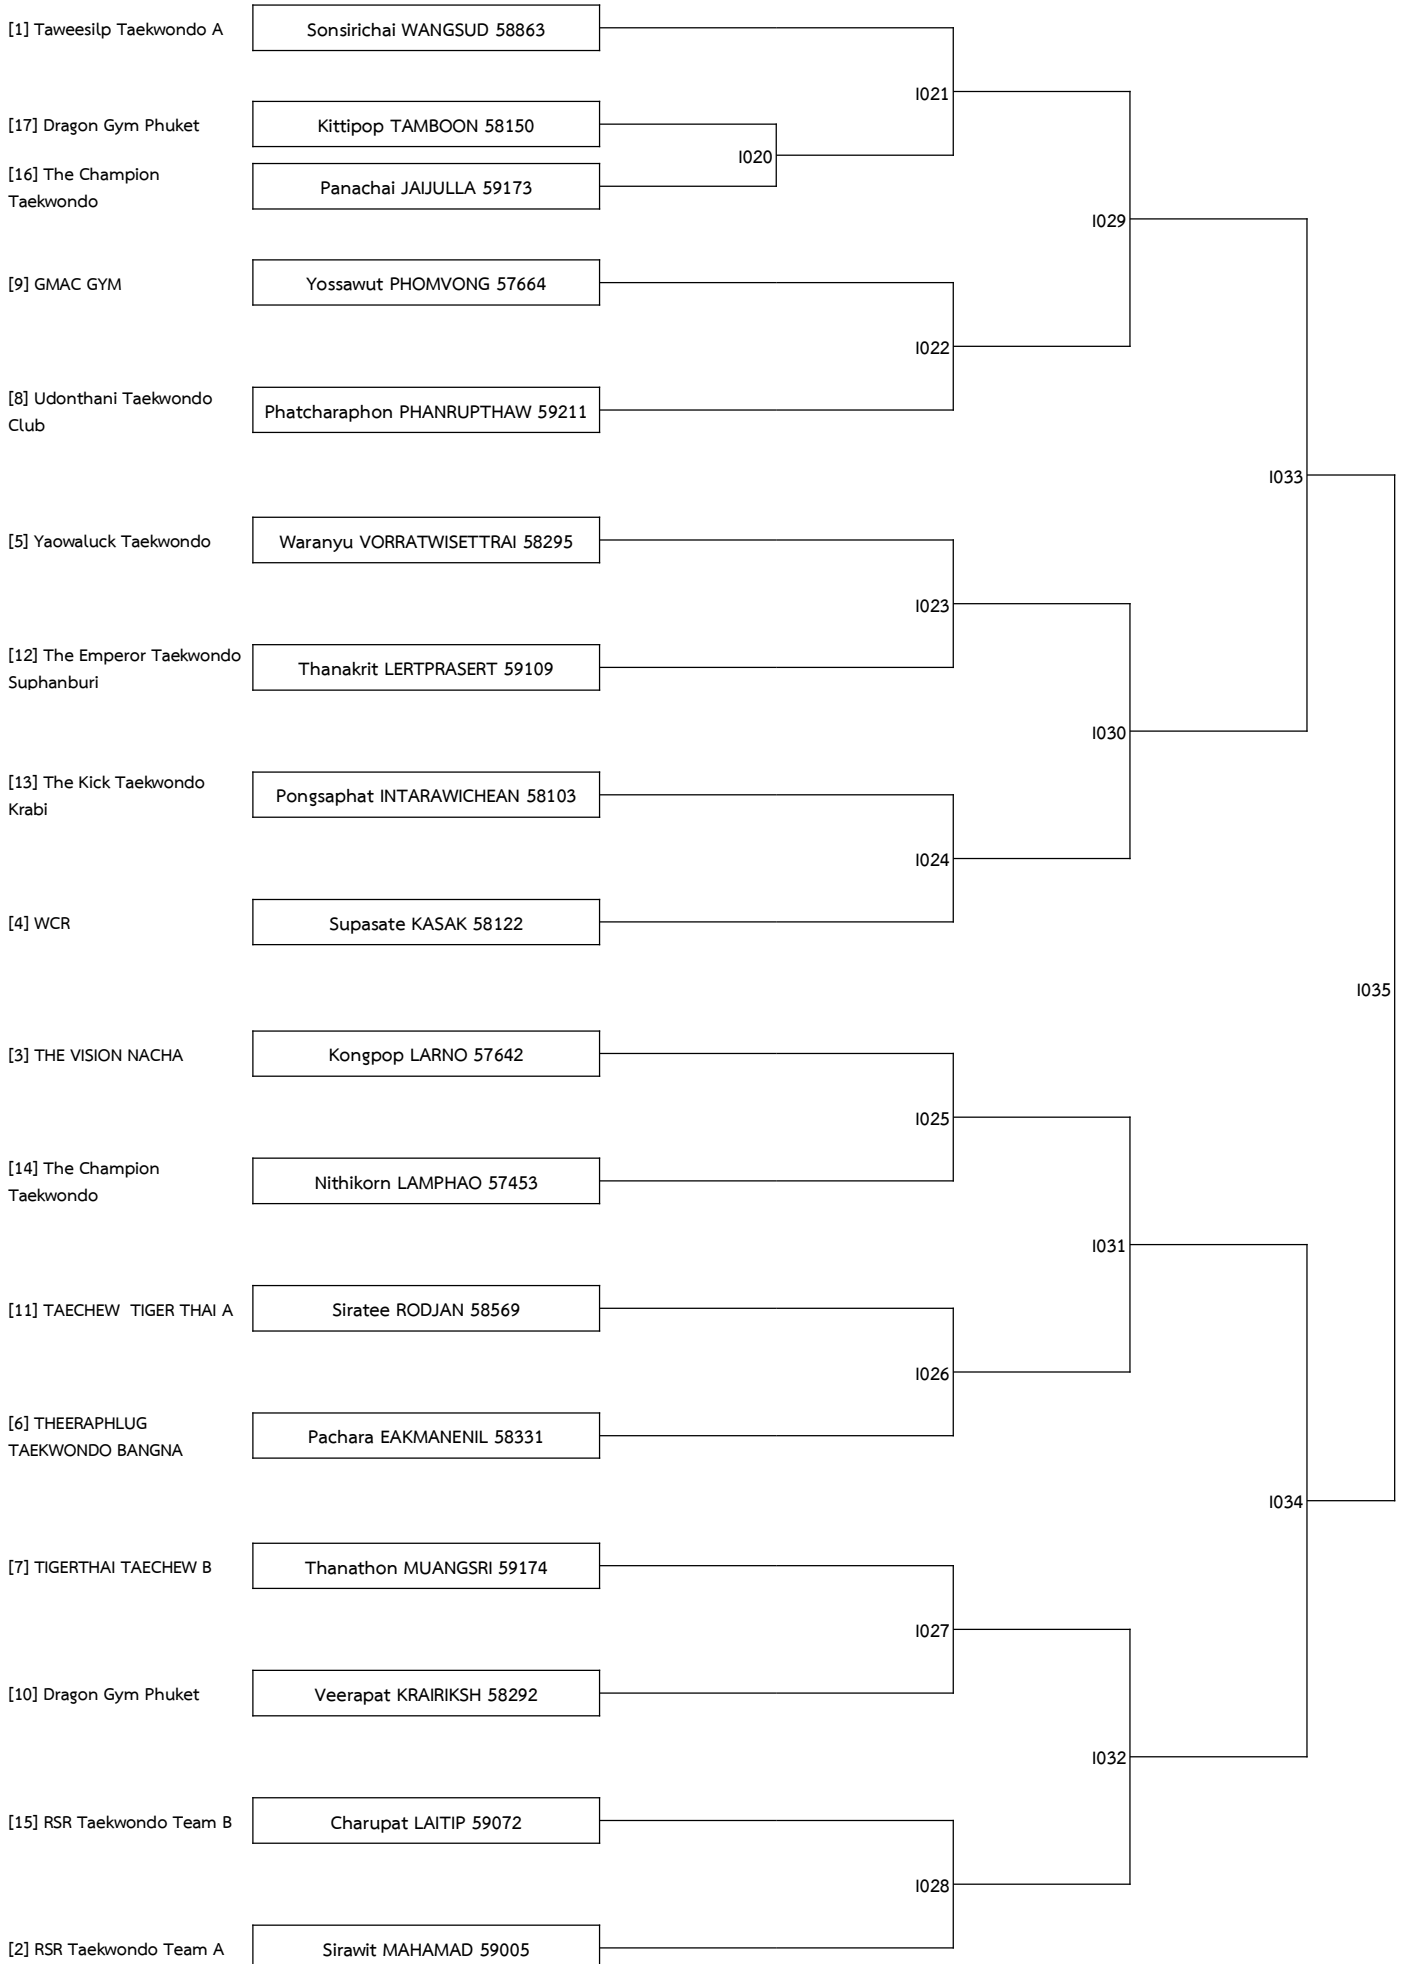 [1] Taweesilp Taekwondo A
Sonsirichai WANGSUD 58863
I021
[17] Dragon Gym Phuket
Kittipop TAMBOON 58150
I020
[16] The Champion
Taekwondo
Panachai JAIJULLA 59173
I029
[9] GMAC GYM
Yossawut PHOMVONG 57664
I022
[8] Udonthani Taekwondo
Club
Phatcharaphon PHANRUPTHAW 59211
I033
[5] Yaowaluck Taekwondo
Waranyu VORRATWISETTRAI 58295
I023
[12] The Emperor Taekwondo
Suphanburi
Thanakrit LERTPRASERT 59109
I030
[13] The Kick Taekwondo
Krabi
Pongsaphat INTARAWICHEAN 58103
I024
[4] WCR
Supasate KASAK 58122
I035
[3] THE VISION NACHA
Kongpop LARNO 57642
I025
[14] The Champion
Taekwondo
Nithikorn LAMPHAO 57453
I031
[11] TAECHEW  TIGER THAI A
Siratee RODJAN 58569
I026
[6] THEERAPHLUG
TAEKWONDO BANGNA
Pachara EAKMANENIL 58331
I034
[7] TIGERTHAI TAECHEW B
Thanathon MUANGSRI 59174
I027
[10] Dragon Gym Phuket
Veerapat KRAIRIKSH 58292
I032
[15] RSR Taekwondo Team B
Charupat LAITIP 59072
I028
[2] RSR Taekwondo Team A
Sirawit MAHAMAD 59005